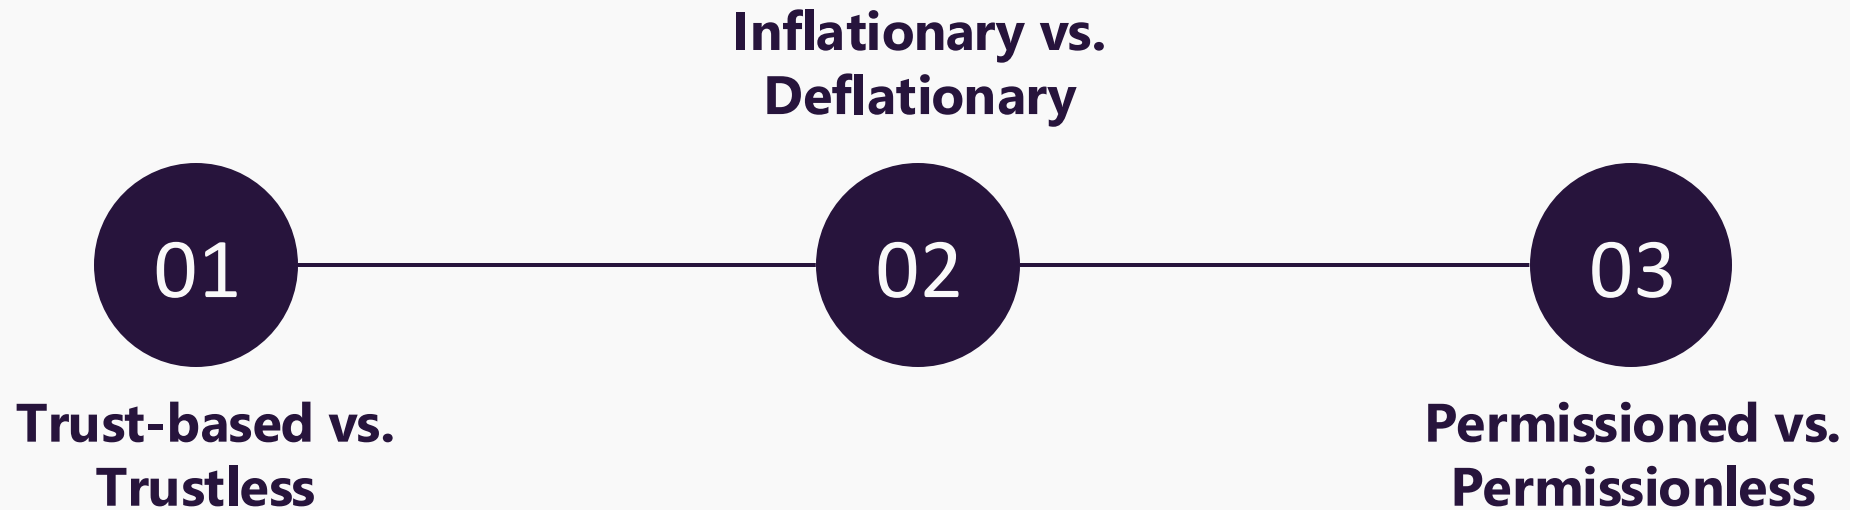 Inflationary vs.
Deflationary
01
02
03
Trust-based vs.
Trustless
Permissioned vs.
Permissionless